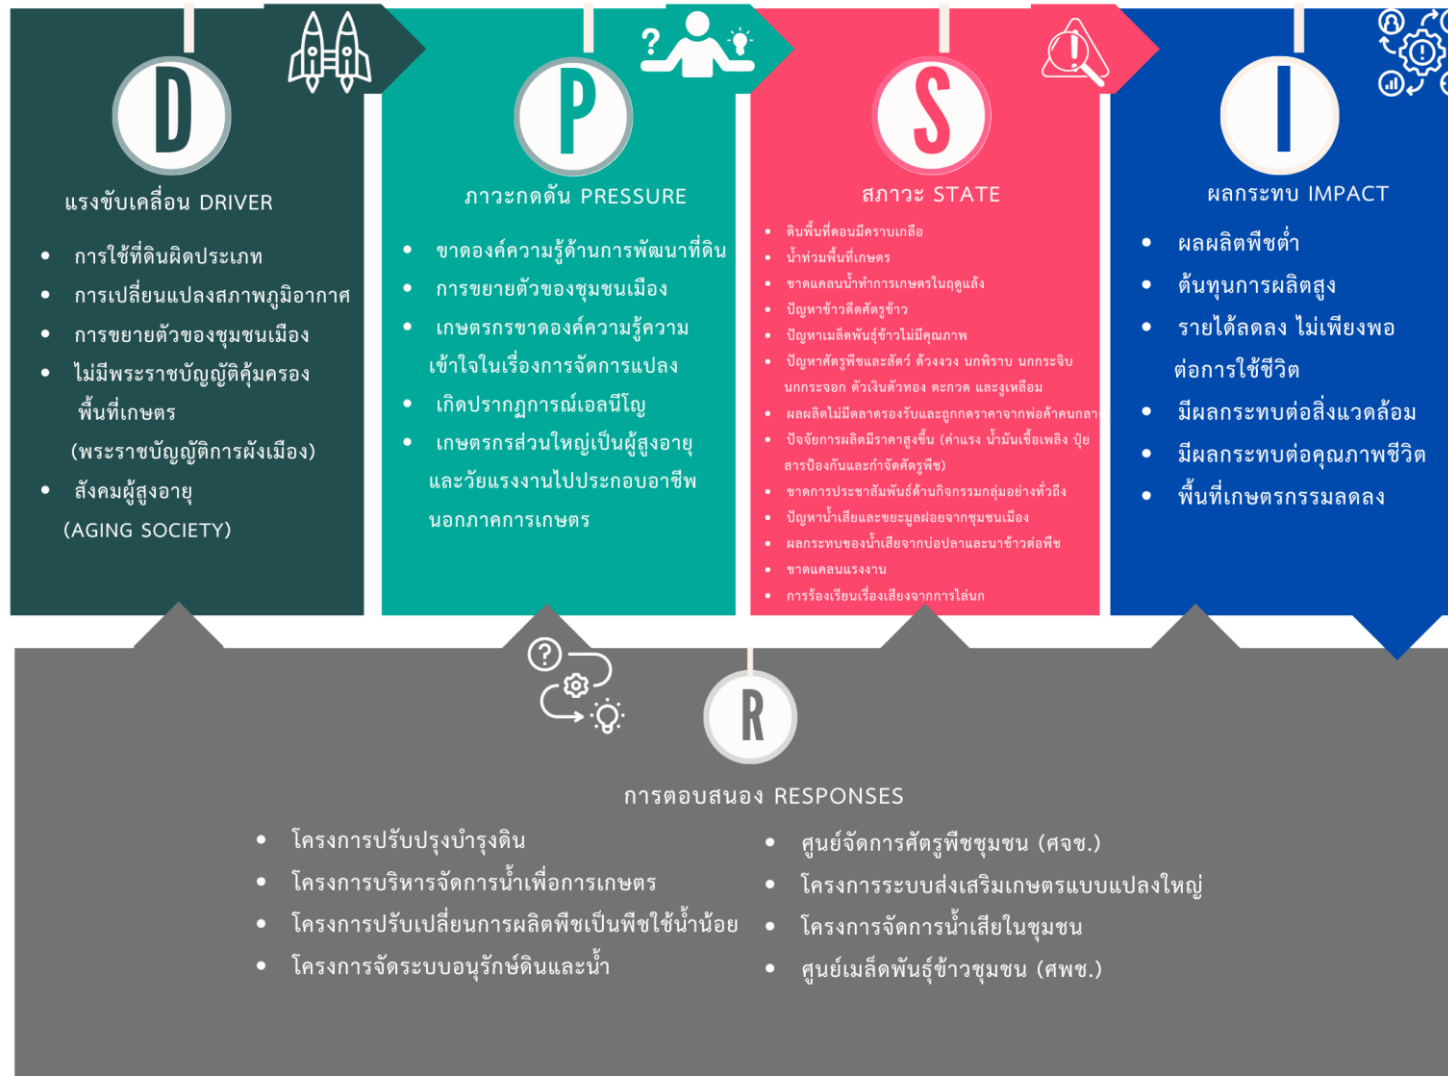 D
แรงขับเคลื่อน DRIVER
• การใช้ที่ดินผิดประเภท
• การเปลี่ยนแปลงสภาพภูมิอากาศ
• การขยายตัวของชุมชนเมือง
• ไม่มีพระราชบัญญัติคุ้มครอง
พื้นที่เกษตร
(พระราชบัญญัติการผังเมือง)
• สังคมผู้สูงอายุ
(AGING SOCIETY)
P
ภาวะกดดัน PRESSURE
• ขาดองค์ความรู้ด้านการพัฒนาที่ดิน
• การขยายตัวของชุมชนเมือง
• เกษตรกรขาดองค์ความรู้ความ
เข้าใจในเรื่องการจัดการแปลง
• เกิดปรากฏการณ์เอลนีโญ
• เกษตรกรส่วนใหญ่เป็นผู้สูงอายุ
และวัยแรงงานไปประกอบอาชีพ
นอกภาคการเกษตร
S
สภาวะ STATE
• ดินพื้นที่ดอนมีคราบเกลือ
• น้ำท่วมพื้นที่เกษตร
• ขาดแคลนน้ำทำการเกษตรในฤดูแล้ง
• ปัญหาข้าวดีดศัตรูข้าว
• ปัญหาเมล็ดพันธุ์ข้าวไม่มีคุณภาพ
• ปัญหาศัตรูพืชและสัตว์ ด้วงงวง นกพิราบ นกกระจิบ
นกกระจอก ตัวเงินตัวทอง ตะกวด และงูเหลือม
• ผลผลิตไม่มีตลาดรองรับและถูกกดราคาจากพ่อค้าคนกลาง
• ปัจจัยการผลิตมีราคาสูงขึ้น (ค่าแรง น้ำมันเชื้อเพลิง ปุ๋ย
สารป้องกันและกำจัดศัตรูพืช)
• ขาดการประชาสัมพันธ์ด้านกิจกรรมกลุ่มอย่างทั่วถึง
• ปัญหาน้ำเสียและขยะมูลฝอยจากชุมชนเมือง
• ผลกระทบของน้ำเสียจากบ่อปลาและนาข้าวต่อพืช
• ขาดแคลนแรงงาน
• การร้องเรียนเรื่องเสียงจากการไล่นก
I
ผลกระทบ IMPACT
• ผลผลิตพืชต่ำ
• ต้นทุนการผลิตสูง
• รายได้ลดลง ไม่เพียงพอ
ต่อการใช้ชีวิต
• มีผลกระทบต่อสิ่งแวดล้อม
• มีผลกระทบต่อคุณภาพชีวิต
• พื้นที่เกษตรกรรมลดลง
R
การตอบสนอง RESPONSES
• โครงการปรับปรุงบำรุงดิน
• โครงการบริหารจัดการน้ำเพื่อการเกษตร
• โครงการปรับเปลี่ยนการผลิตพืชเป็นพืชใช้น้ำน้อย
• โครงการจัดระบบอนุรักษ์ดินและน้ำ
• ศูนย์จัดการศัตรูพืชชุมชน (ศจช.)
• โครงการระบบส่งเสริมเกษตรแบบแปลงใหญ่
• โครงการจัดการน้ำเสียในชุมชน
• ศูนย์เมล็ดพันธุ์ข้าวชุมชน (ศพช.)